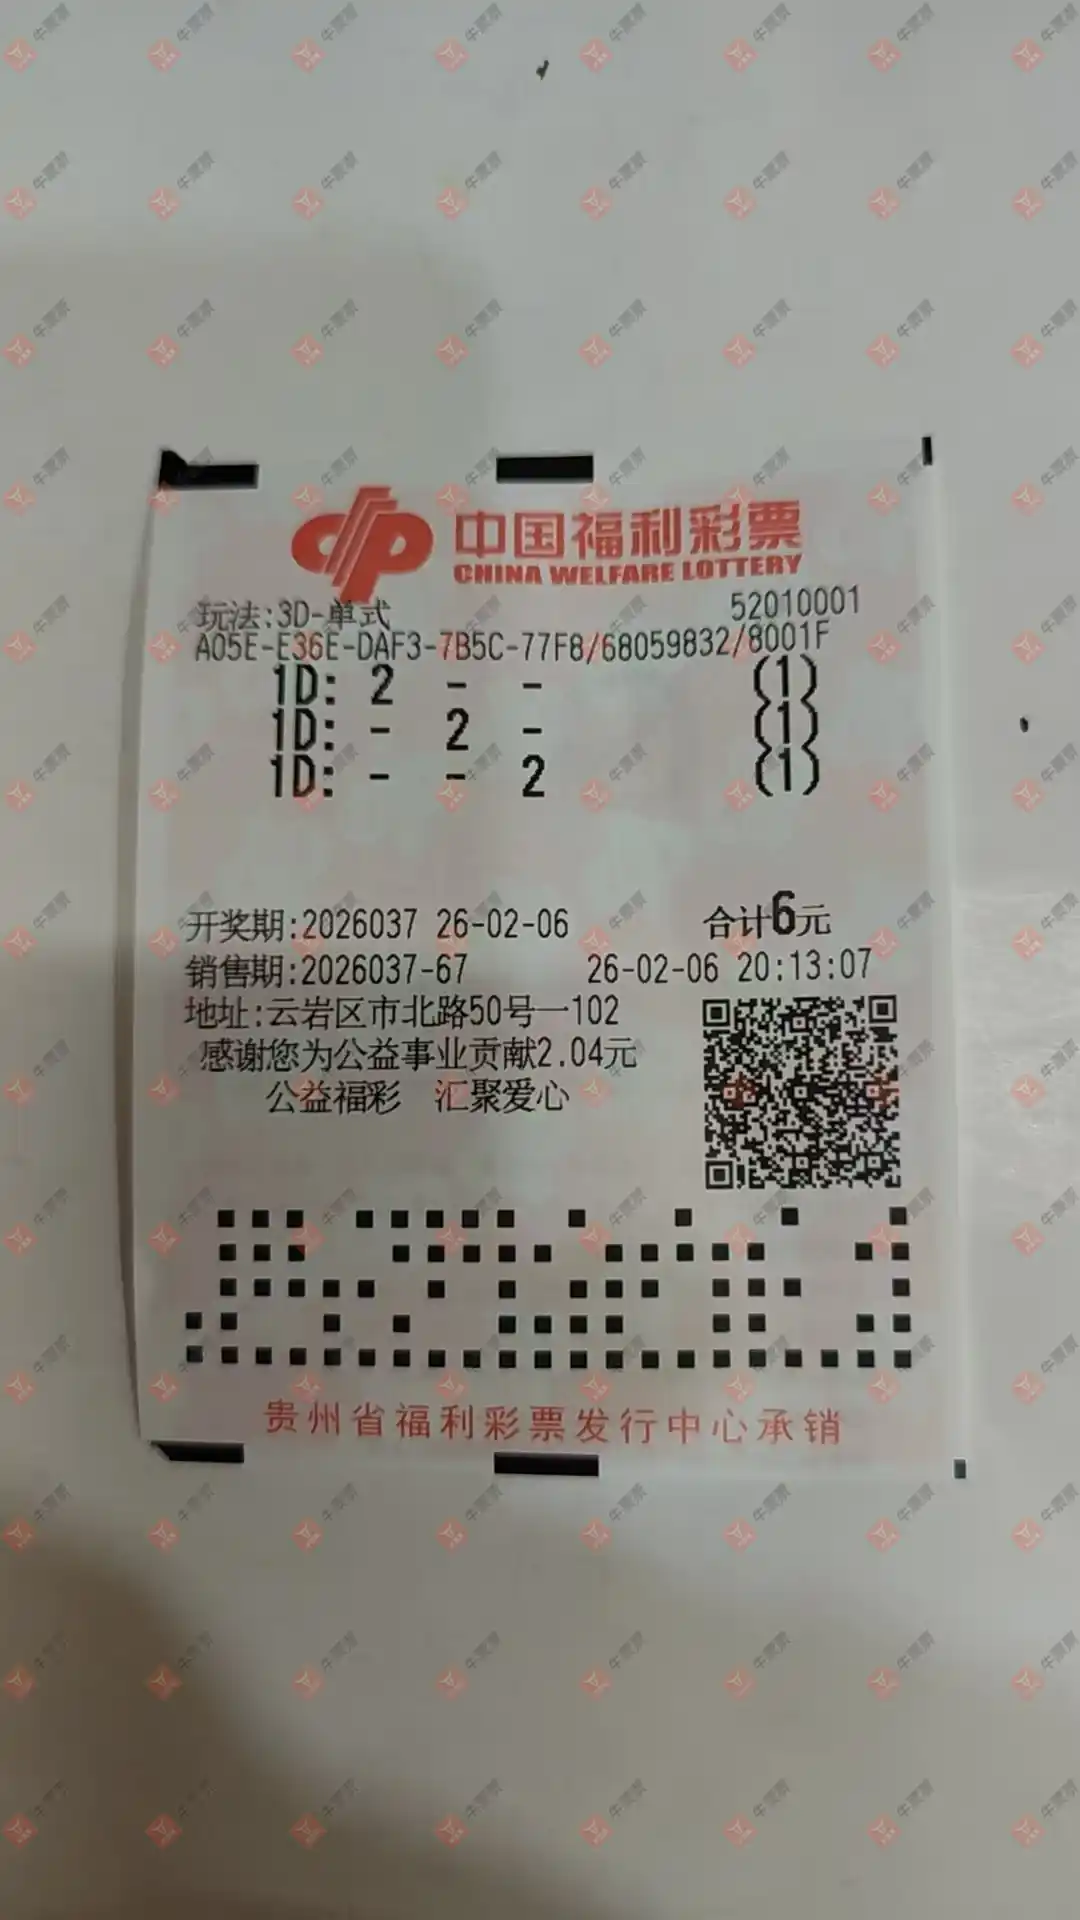 中国福利彩票
CHINA WELFARE LOTTERY
玩法:3D-单式 52010001
A05E-E36E-DAF3-7B5C-77F8/68059832/8001F
1D: 2 - - (1)
1D: - 2 - (1)
1D: - - 2 (1)
开奖期:2026037 26-02-06 合计6元
销售期:2026037-67 26-02-06 20:13:07
地址:云岩区市北路50号一102
感谢您为公益事业贡献2.04元
公益福彩 汇聚爱心
贵州省福利彩票发行中心承销